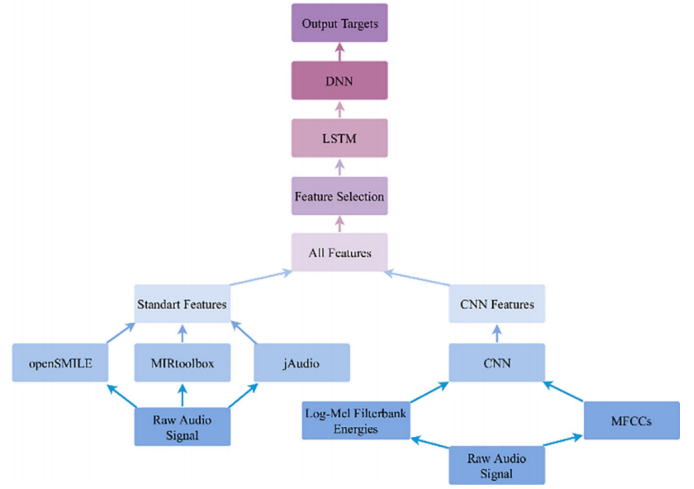 Output Targets
DNN
LSTM
Feature Selection
All Features
Standart Features
CNN Features
openSMILE
MIRtoolbox
jAudio
CNN
Raw Audio
Signal
Log-Mel Filterbank
Energies
MFCCs
Raw Audio
Signal